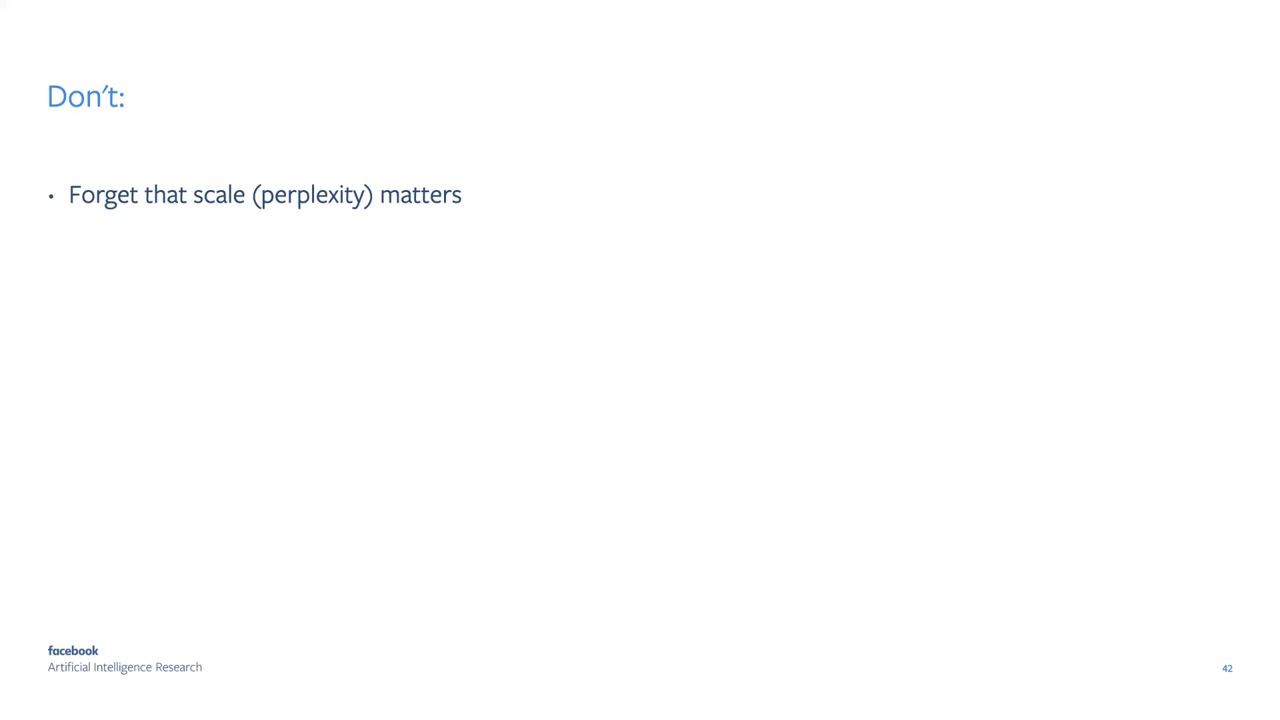 Don't:
• Forget that scale (perplexity) matters
facebook
Artificial Intelligence Research
42